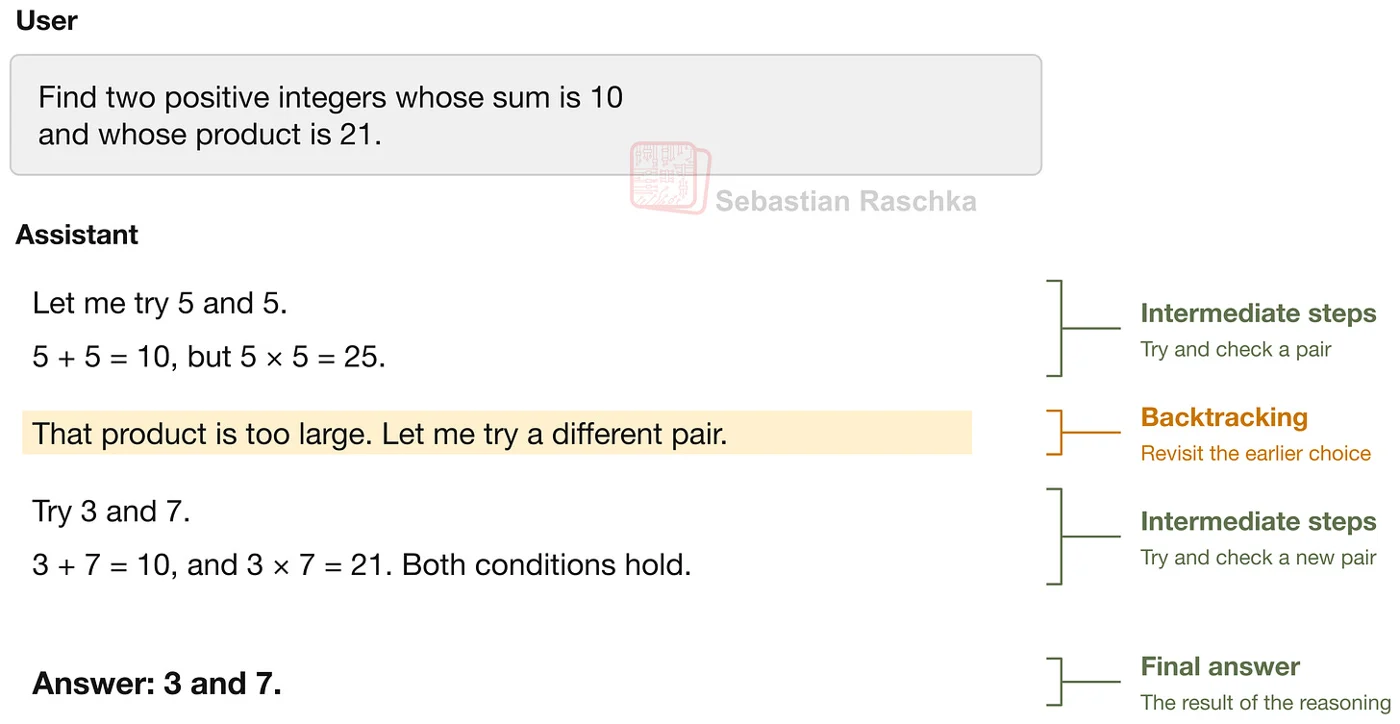 User
Find two positive integers whose sum is 10
and whose product is 21.
Sebastian Raschka
Assistant
Let me try 5 and 5.
5 + 5 = 10, but 5 × 5 = 25.
Intermediate steps
Try and check a pair
That product is too large. Let me try a different pair.
Backtracking
Revisit the earlier choice
Try 3 and 7.
3 + 7 = 10, and 3 × 7 = 21. Both conditions hold.
Intermediate steps
Try and check a new pair
Answer: 3 and 7.
Final answer
The result of the reasoning